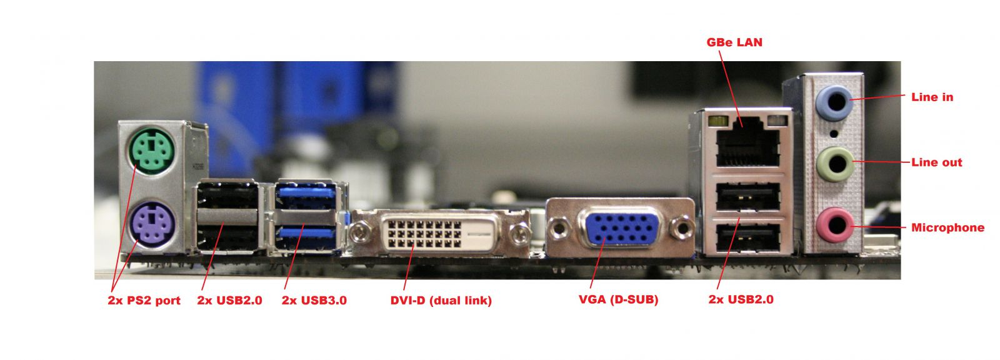 GBe LAN
Line in
Line out
Microphone
2x PS2 port
2x USB2.0
2x USB3.0
DVI-D (dual link)
VGA (D-SUB)
2x USB2.0